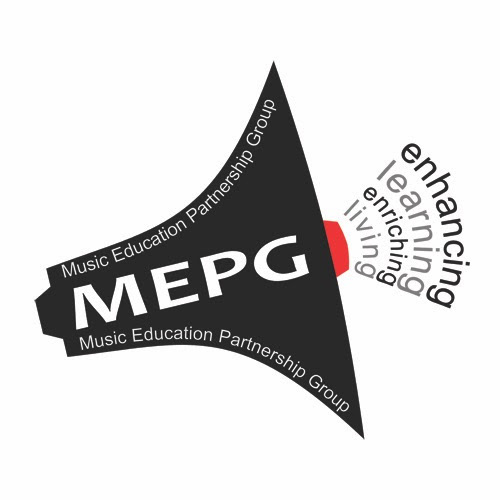 Music Education Partnership Group
MEPG
Music Education Partnership Group
enhancing
learning
enriching
living